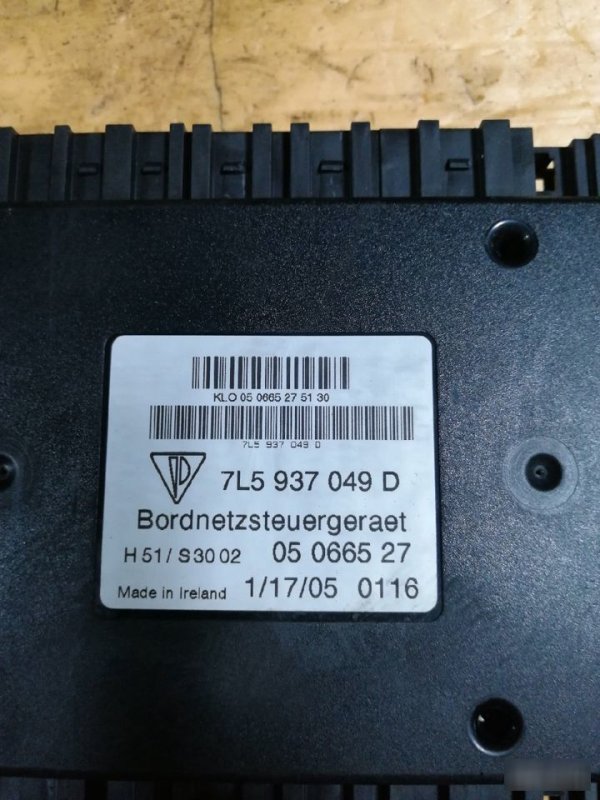 KLO 05 0665 27 51 30
7L5 937 049 D
7L5 937 049 D
Bordnetzsteuergeraet
H 51 / S 30 02 05 0665 27
Made in Ireland 1/17/05 0116